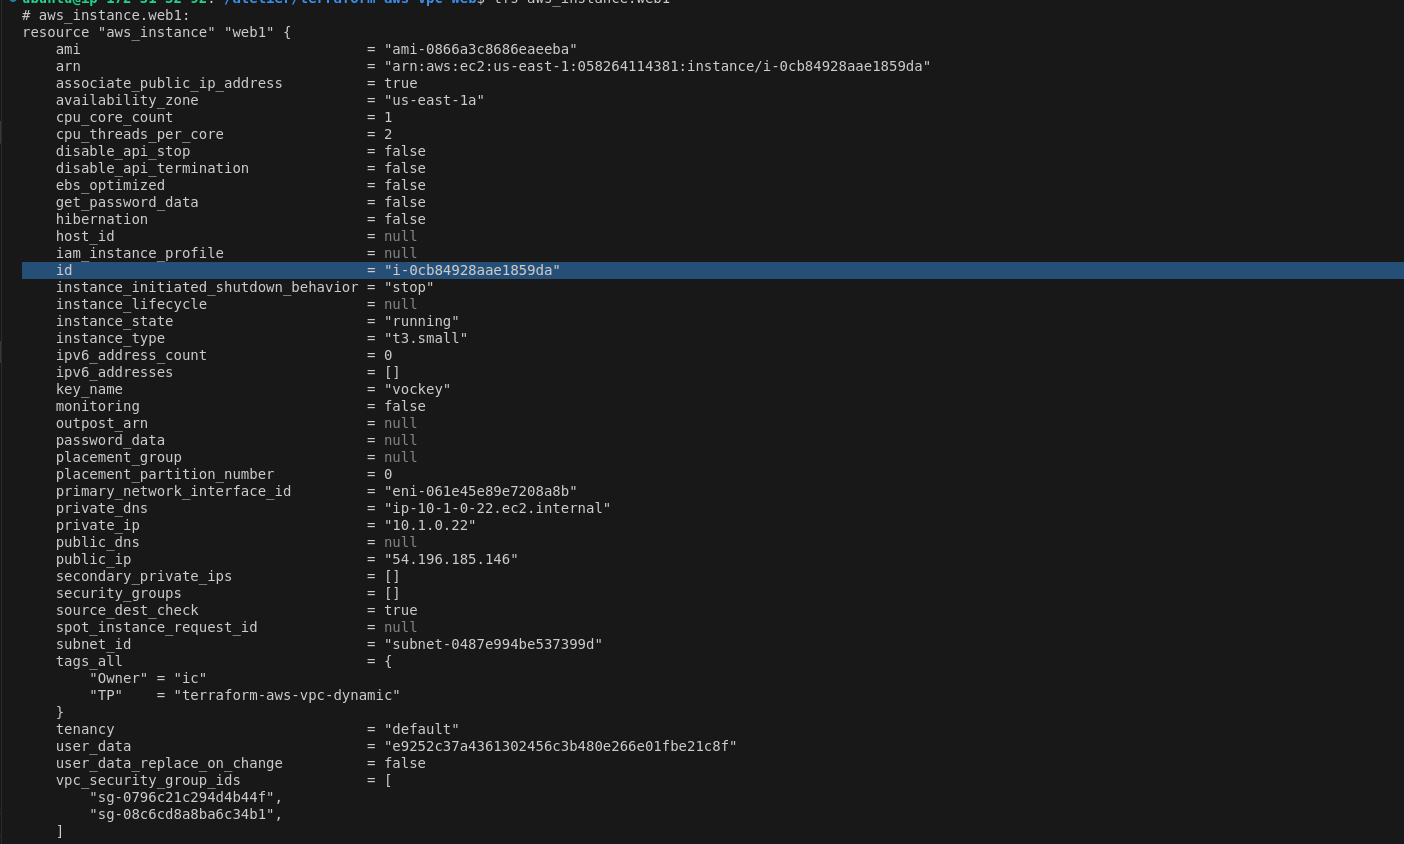 # aws_instance.web1:
resource "aws_instance" "web1" {
    ami                                  = "ami-0866a3c8686eaeeba"
    arn                                  = "arn:aws:ec2:us-east-1:058264114381:instance/i-0cb84928aae1859da"
    associate_public_ip_address          = true
    availability_zone                    = "us-east-1a"
    cpu_core_count                       = 1
    cpu_threads_per_core                 = 2
    disable_api_stop                     = false
    disable_api_termination              = false
    ebs_optimized                        = false
    get_password_data                    = false
    hibernation                          = false
    host_id                              = null
    iam_instance_profile                 = null
    id                                   = "i-0cb84928aae1859da"
    instance_initiated_shutdown_behavior = "stop"
    instance_lifecycle                   = null
    instance_state                       = "running"
    instance_type                        = "t3.small"
    ipv6_address_count                   = 0
    ipv6_addresses                       = []
    key_name                             = "vockey"
    monitoring                           = false
    outpost_arn                          = null
    password_data                        = null
    placement_group                      = null
    placement_partition_number           = 0
    primary_network_interface_id         = "eni-061e45e89e7208a8b"
    private_dns                          = "ip-10-1-0-22.ec2.internal"
    private_ip                           = "10.1.0.22"
    public_dns                           = null
    public_ip                            = "54.196.185.146"
    secondary_private_ips                = []
    security_groups                      = []
    source_dest_check                    = true
    spot_instance_request_id             = null
    subnet_id                            = "subnet-0487e994be537399d"
    tags_all                             = {
        "Owner" = "ic"
        "TP"    = "terraform-aws-vpc-dynamic"
    }
    tenancy                              = "default"
    user_data                            = "e9252c37a4361302456c3b480e266e01fbe21c8f"
    user_data_replace_on_change          = false
    vpc_security_group_ids               = [
        "sg-0796c21c294d4b44f",
        "sg-08c6cd8a8ba6c34b1",
    ]